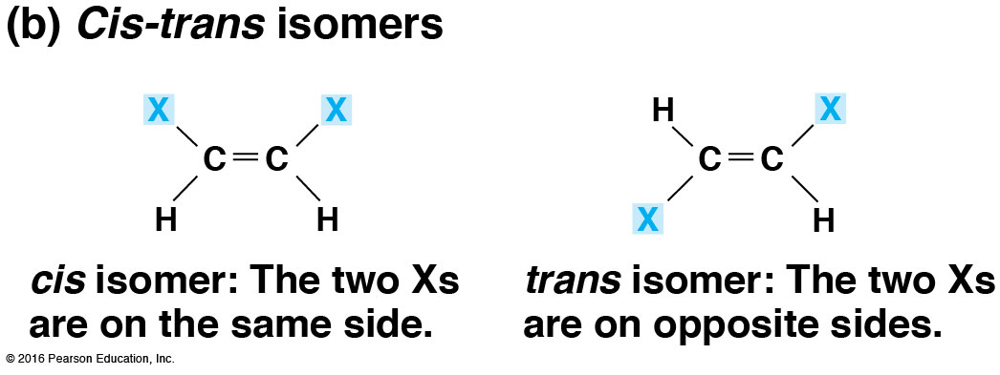 (b) Cis-trans isomers
X X
C=C
H H
H X
C=C
X H
cis isomer: The two Xs
are on the same side.
trans isomer: The two Xs
are on opposite sides.
© 2016 Pearson Education, Inc.